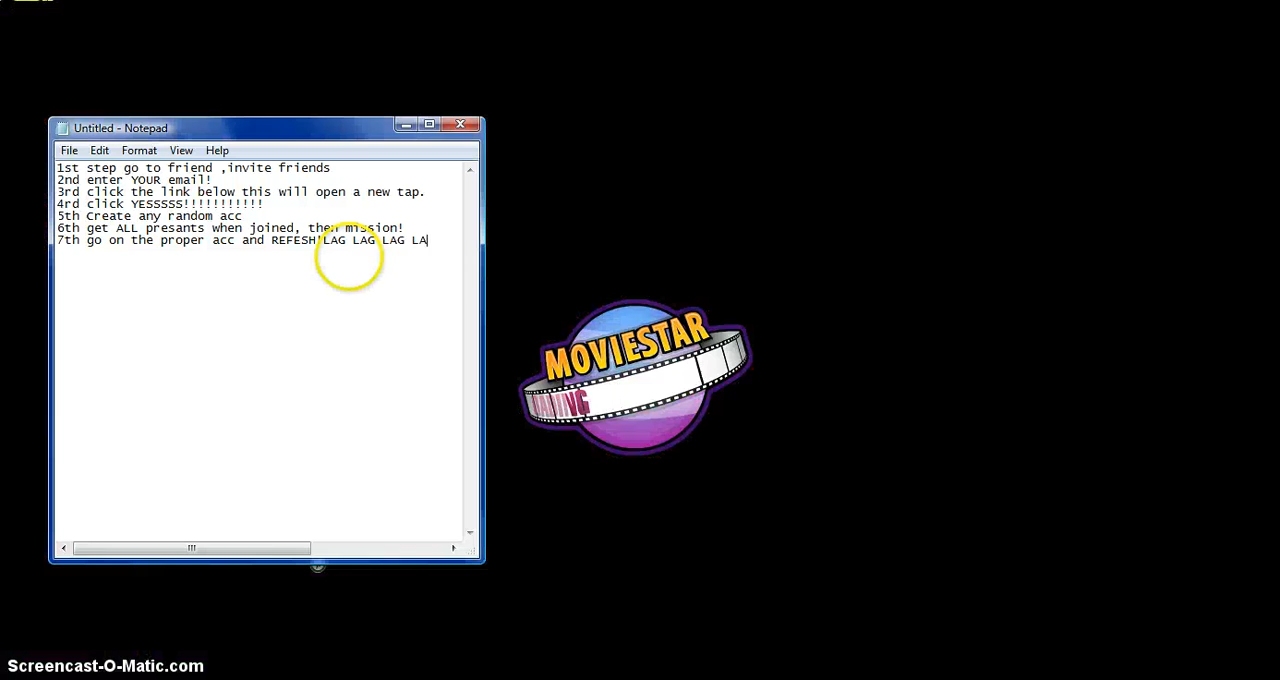 Untitled - Notepad
File Edit Format View Help
1st step go to friend ,invite friends
2nd enter YOUR email!
3rd click the link below this will open a new tap.
4rd click YESSSSS!!!!!!!!!!!
5th Create any random acc
6th get ALL presants when joined, then mission!
7th go on the proper acc and REFESH!LAG LAG LAG LA
MOVIESTAR
Screencast-O-Matic.com